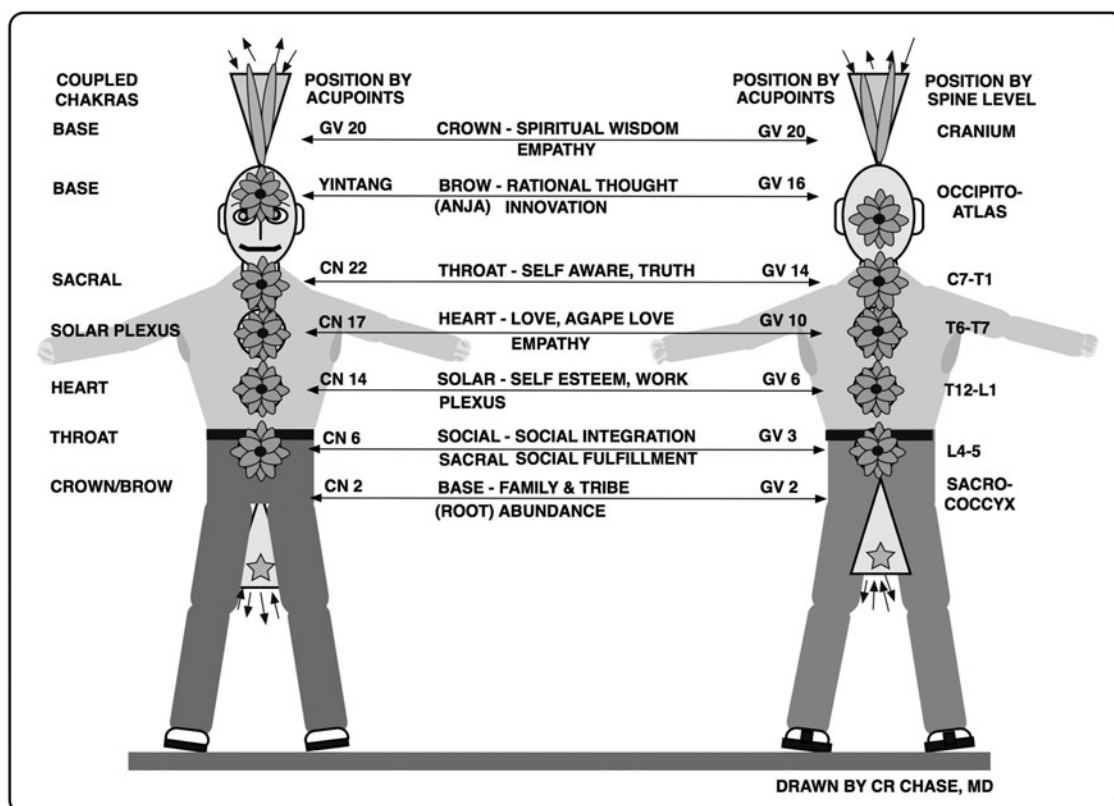 COUPLED CHAKRAS
POSITION BY ACUPOINTS
POSITION BY ACUPOINTS
POSITION BY SPINE LEVEL
BASE
GV 20
CROWN - SPIRITUAL WISDOM
EMPATHY
GV 20
CRANIUM
BASE
YINTANG
BROW - RATIONAL THOUGHT
(ANJA) INNOVATION
GV 16
OCCIPITO-
ATLAS
SACRAL
CN 22
THROAT - SELF AWARE, TRUTH
GV 14
C7-T1
SOLAR PLEXUS
CN 17
HEART - LOVE, AGAPE LOVE
EMPATHY
GV 10
T6-T7
HEART
CN 14
SOLAR - SELF ESTEEM, WORK
PLEXUS
GV 6
T12-L1
THROAT
CN 6
SOCIAL - SOCIAL INTEGRATION
SACRAL SOCIAL FULFILLMENT
GV 3
L4-5
CROWN/BROW
CN 2
BASE - FAMILY & TRIBE
(ROOT) ABUNDANCE
GV 2
SACRO-
COCCYX
DRAWN BY CR CHASE, MD